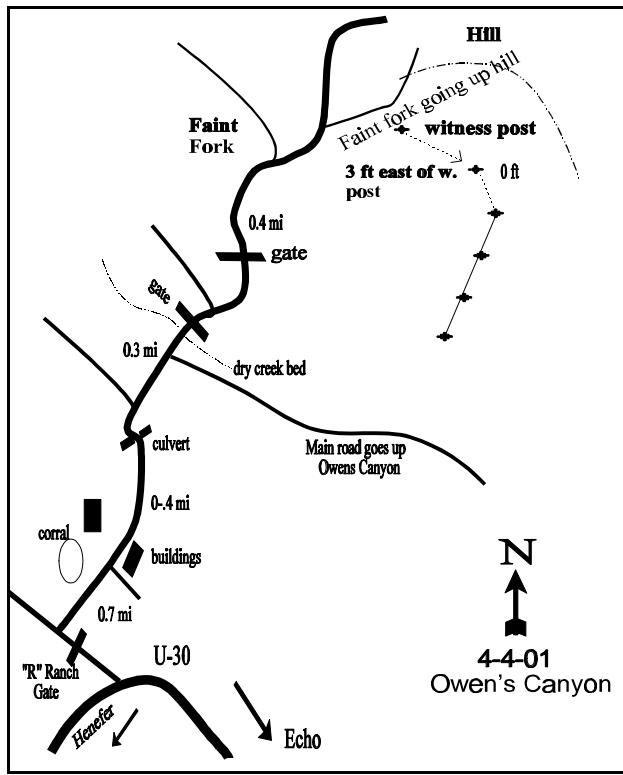 Hill
Faint fork going up hill
witness post
Faint
Fork
3 ft east of w.
post
0 ft
0.4 mi
gate
gate
0.3 mi
dry creek bed
culvert
Main road goes up
Owens Canyon
0-.4 mi
corral
buildings
0.7 mi
N
"R" Ranch
Gate
U-30
4-4-01
Owen's Canyon
Henefer
Echo